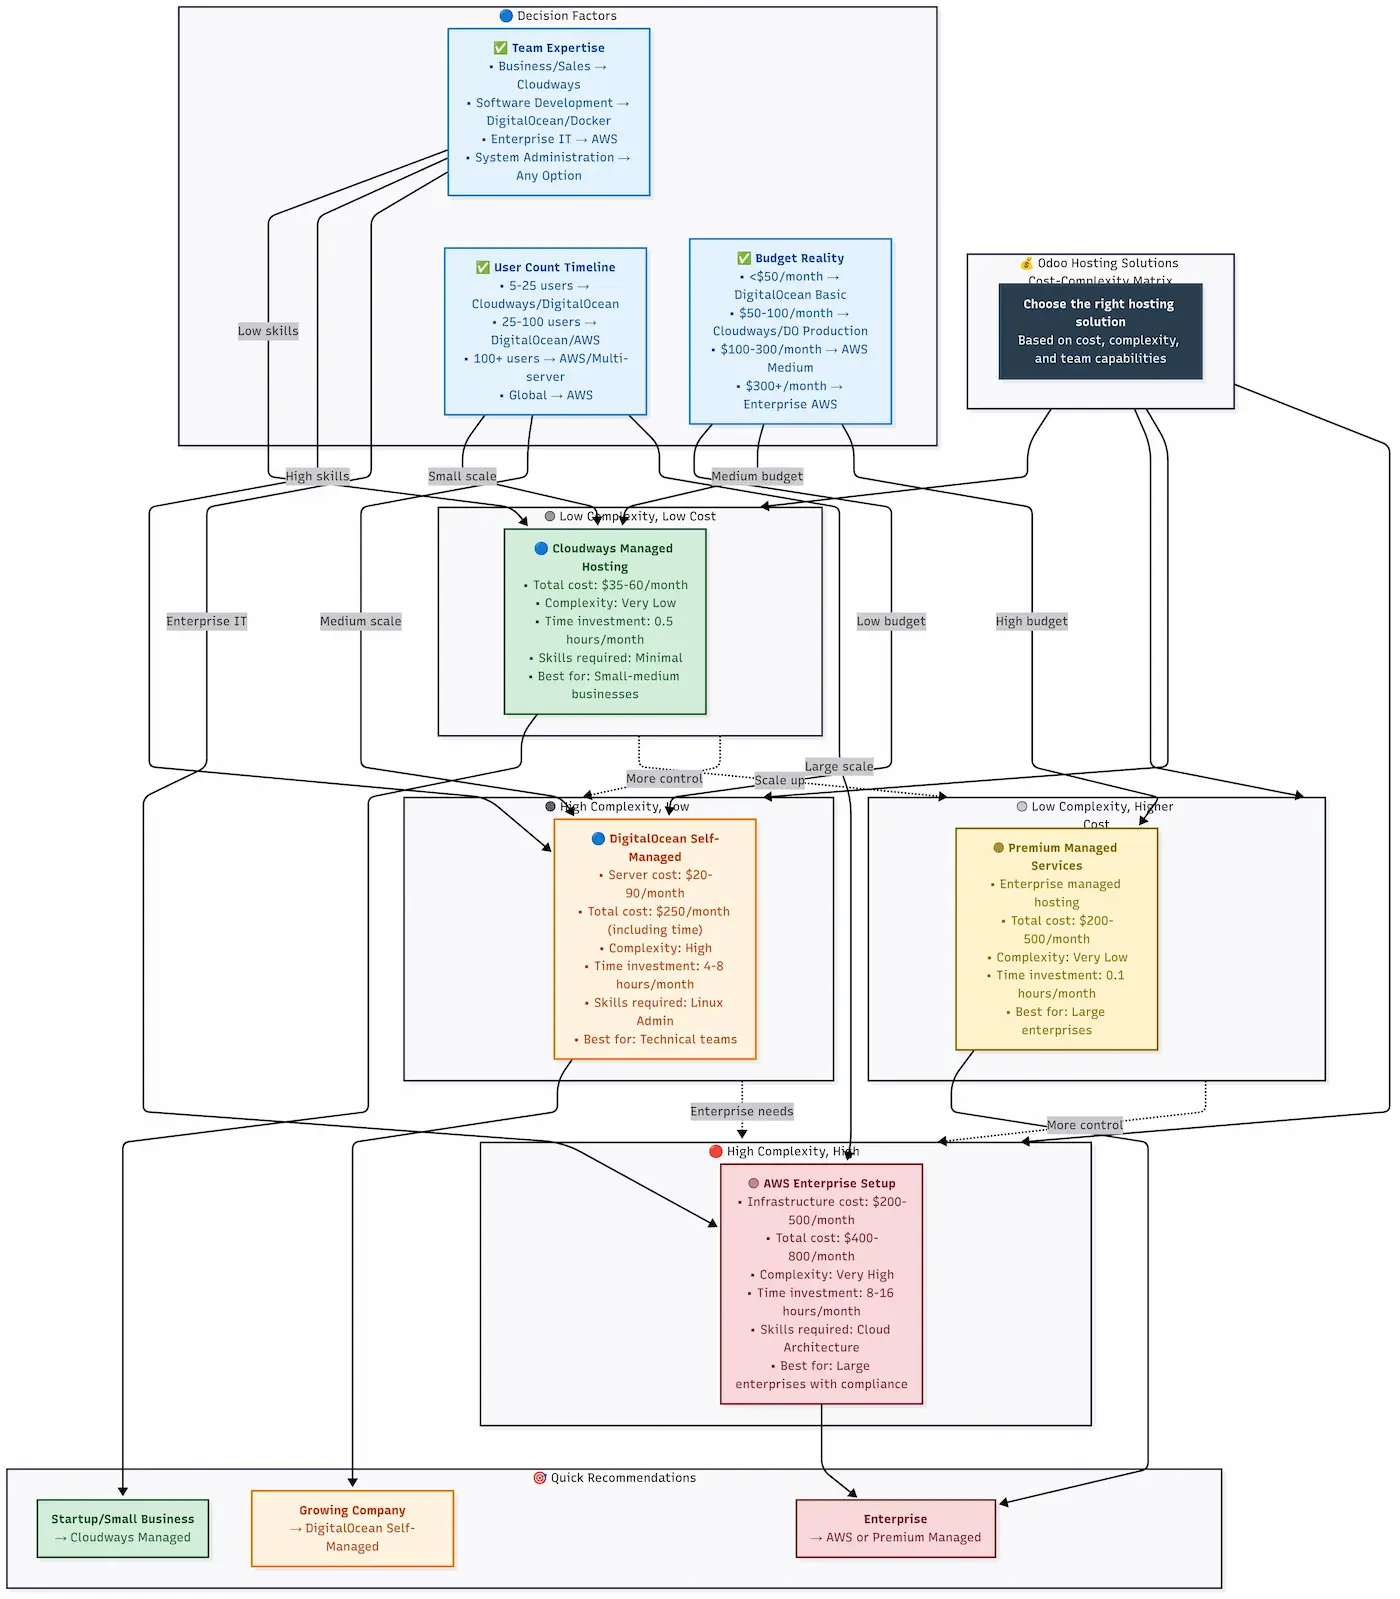 🔵 Decision Factors
✅ Team Expertise
▪ Business/Sales →
Cloudways
▪ Software Development →
DigitalOcean/Docker
▪ Enterprise IT → AWS
▪ System Administration →
Any Option
✅ User Count Timeline
▪ 5-25 users →
Cloudways/DigitalOcean
▪ 25-100 users →
DigitalOcean/AWS
▪ 100+ users → AWS/Multi-
server
▪ Global → AWS
✅ Budget Reality
▪ <$50/month →
DigitalOcean Basic
▪ $50-100/month →
Cloudways/DO Production
▪ $100-300/month → AWS
Medium
▪ $300+/month →
Enterprise AWS
💰 Odoo Hosting Solutions
Cost-Complexity Matrix
Choose the right hosting
solution
Based on cost, complexity,
and team capabilities
Low skills
High skills
Small scale
Medium budget
Low Complexity, Low Cost
🔵 Cloudways Managed
Hosting
▪ Total cost: $35-60/month
▪ Complexity: Very Low
▪ Time investment: 0.5
hours/month
▪ Skills required: Minimal
▪ Best for: Small-medium
businesses
Enterprise IT
Medium scale
Low budget
High budget
More control
Scale up
Large scale
High Complexity, Low
🔵 DigitalOcean Self-
Managed
▪ Server cost: $20-
90/month
▪ Total cost: $250/month
(including time)
▪ Complexity: High
▪ Time investment: 4-8
hours/month
▪ Skills required: Linux
Admin
▪ Best for: Technical teams
Low Complexity, Higher
Cost
Premium Managed
Services
▪ Enterprise managed
hosting
▪ Total cost: $200-
500/month
▪ Complexity: Very Low
▪ Time investment: 0.1
hours/month
▪ Best for: Large
enterprises
Enterprise needs
More control
🔴 High Complexity, High
AWS Enterprise Setup
▪ Infrastructure cost: $200-
500/month
▪ Total cost: $400-
800/month
▪ Complexity: Very High
▪ Time investment: 8-16
hours/month
▪ Skills required: Cloud
Architecture
▪ Best for: Large
enterprises with compliance
🎯 Quick Recommendations
Startup/Small Business
→ Cloudways Managed
Growing Company
→ DigitalOcean Self-
Managed
Enterprise
→ AWS or Premium Managed